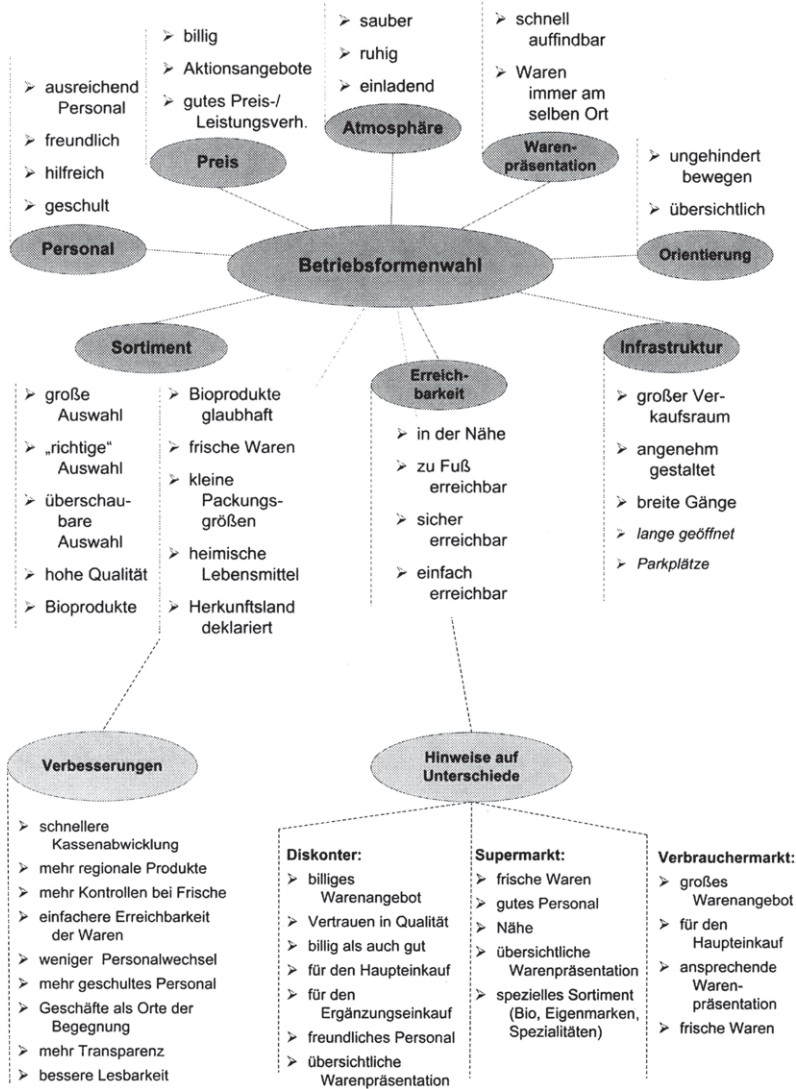 ➢ ausreichend
Personal
➢ freundlich
➢ hilfreich
➢ geschult
Personal
➢ billig
➢ Aktionsangebote
➢ gutes Preis-/
Leistungsverh.
Preis
➢ sauber
➢ ruhig
➢ einladend
Atmosphäre
➢ schnell
auffindbar
➢ Waren
immer am
selben Ort
Waren-
präsentation
➢ ungehindert
bewegen
➢ übersichtlich
Orientierung
Betriebsformenwahl
Sortiment
➢ große
Auswahl
➢ „richtige“
Auswahl
➢ überschau-
bare
Auswahl
➢ hohe Qualität
➢ Bioprodukte
➢ Bioprodukte
glaubhaft
➢ frische Waren
➢ kleine
Packungs-
größen
➢ heimische
Lebensmittel
➢ Herkunftsland
deklariert
Erreich-
barkeit
➢ in der Nähe
➢ zu Fuß
erreichbar
➢ sicher
erreichbar
➢ einfach
erreichbar
Infrastruktur
➢ großer Ver-
kaufsraum
➢ angenehm
gestaltet
➢ breite Gänge
➢ lange geöffnet
➢ Parkplätze
Verbesserungen
➢ schnellere
Kassenabwicklung
➢ mehr regionale Produkte
➢ mehr Kontrollen bei Frische
➢ einfachere Erreichbarkeit
der Waren
➢ weniger Personalwechsel
➢ mehr geschultes Personal
➢ Geschäfte als Orte der
Begegnung
➢ mehr Transparenz
➢ bessere Lesbarkeit
Hinweise auf
Unterschiede
Diskonter:
➢ billiges
Warenangebot
➢ Vertrauen in Qualität
➢ billig als auch gut
➢ für den Haupteinkauf
➢ für den
Ergänzungseinkauf
➢ freundliches Personal
➢ übersichtliche
Warenpräsentation
Supermarkt:
➢ frische Waren
➢ gutes Personal
➢ Nähe
➢ übersichtliche
Warenpräsentation
➢ spezielles Sortiment
(Bio, Eigenmarken,
Spezialitäten)
Verbrauchermarkt:
➢ großes
Warenangebot
➢ für den
Haupteinkauf
➢ ansprechende
Waren-
präsentation
➢ frische Waren